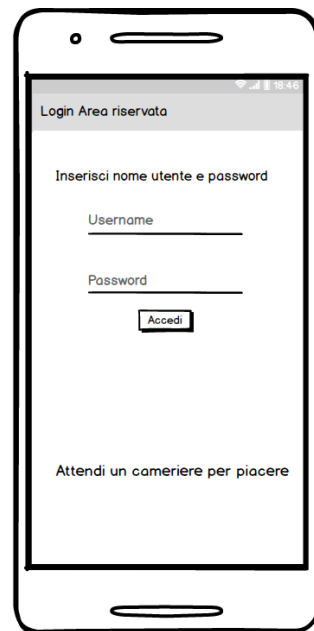 18:46
Login Area riservata
Inserisci nome utente e password
Username
Password
Accedi
Attendi un cameriere per piacere